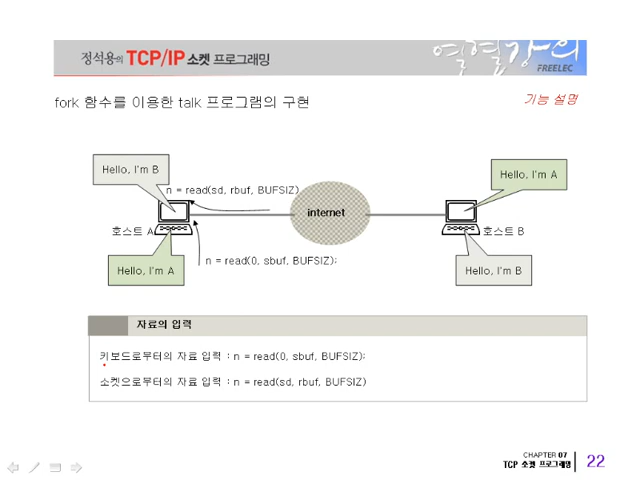 정석용의 TCP/IP 소켓 프로그래밍
열혈강의
FREELEC
fork 함수를 이용한 talk 프로그램의 구현
기능 설명
Hello, I'm B
n = read(sd, rbuf, BUFSIZ)
internet
Hello, I'm A
호스트 A
호스트 B
n = read(0, sbuf, BUFSIZ);
Hello, I'm A
Hello, I'm B
자료의 입력
키보드로부터의 자료 입력 : n = read(0, sbuf, BUFSIZ);
소켓으로부터의 자료 입력 : n = read(sd, rbuf, BUFSIZ)
CHAPTER 07
TCP 소켓 프로그래밍
22